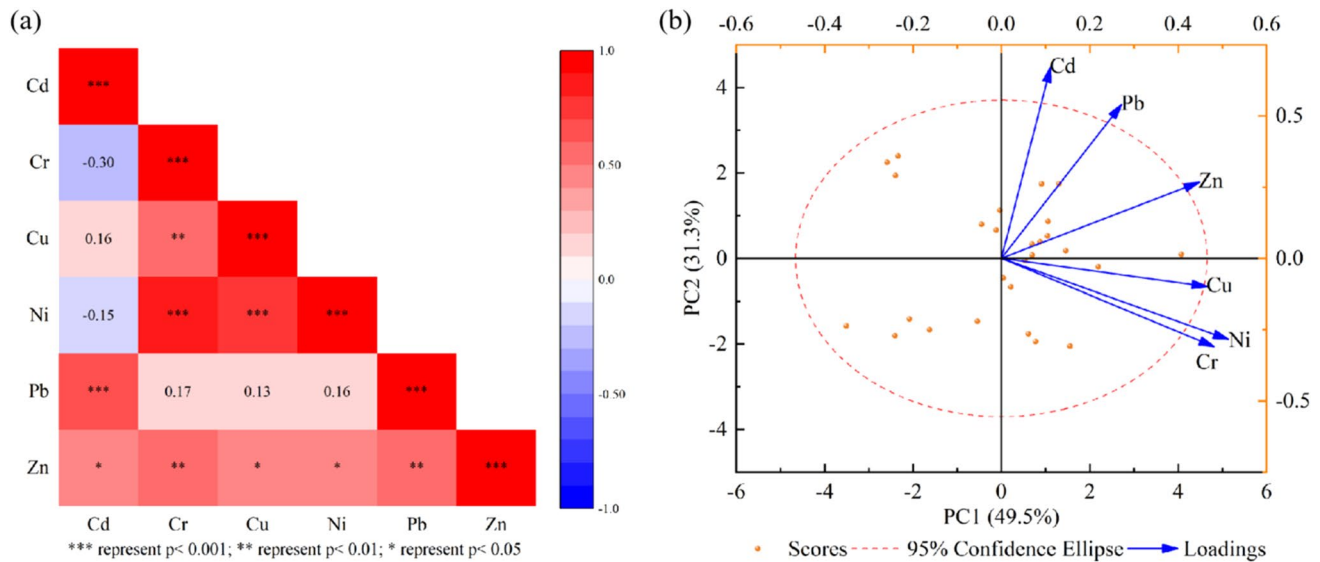 (a)
Cd
***
1.0
Cr
-0.30
***
0.50
Cu
0.16
**
***
0.0
Ni
-0.15
***
***
***
Pb
***
0.17
0.13
0.16
***
-0.50
Zn
*
**
*
*
**
***
-1.0
Cd Cr Cu Ni Pb Zn
*** represent p< 0.001; ** represent p< 0.01; * represent p< 0.05
(b)
-0.6 -0.4 -0.2 0.0 0.2 0.4 0.6
4
2
0
-2
-4
PC2 (31.3%)
Cd
Pb
Zn
Cu
Ni
Cr
0.5
0.0
-0.5
-6 -4 -2 0 2 4 6
PC1 (49.5%)
Scores 95% Confidence Ellipse Loadings